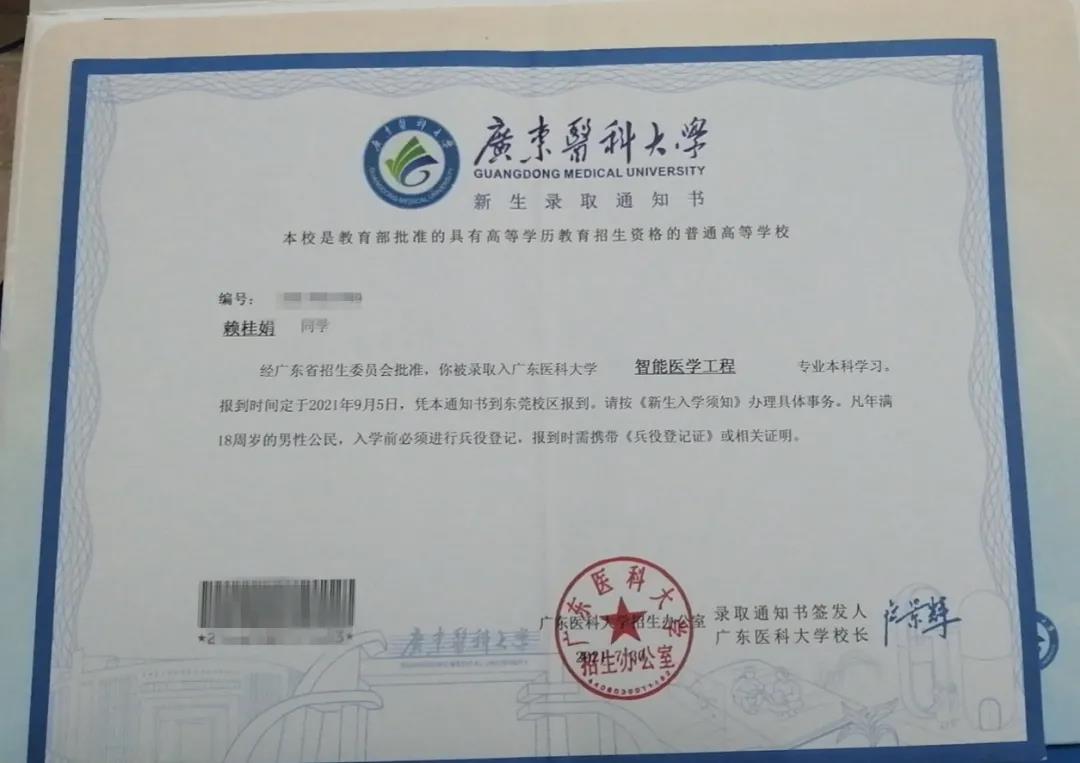 廣東醫科大學
GUANGDONG MEDICAL UNIVERSITY
新生录取通知书
本校是教育部批准的具有高等学历教育招生资格的普通高等学校
编号：
赖桂娟 同学
经广东省招生委员会批准，你被录取入广东医科大学 智能医学工程 专业本科学习。
报到时间定于2021年9月5日，凭本通知书到东莞校区报到。请按《新生入学须知》办理具体事务。凡年满
18周岁的男性公民，入学前必须进行兵役登记，报到时需携带《兵役登记证》或相关证明。
广东医科大学招生办公室
录取通知书签发人
广东医科大学校长
广东医科大学
招生办公室
廣東醫科大學
GUANGDONG MEDICAL UNIVERSITY